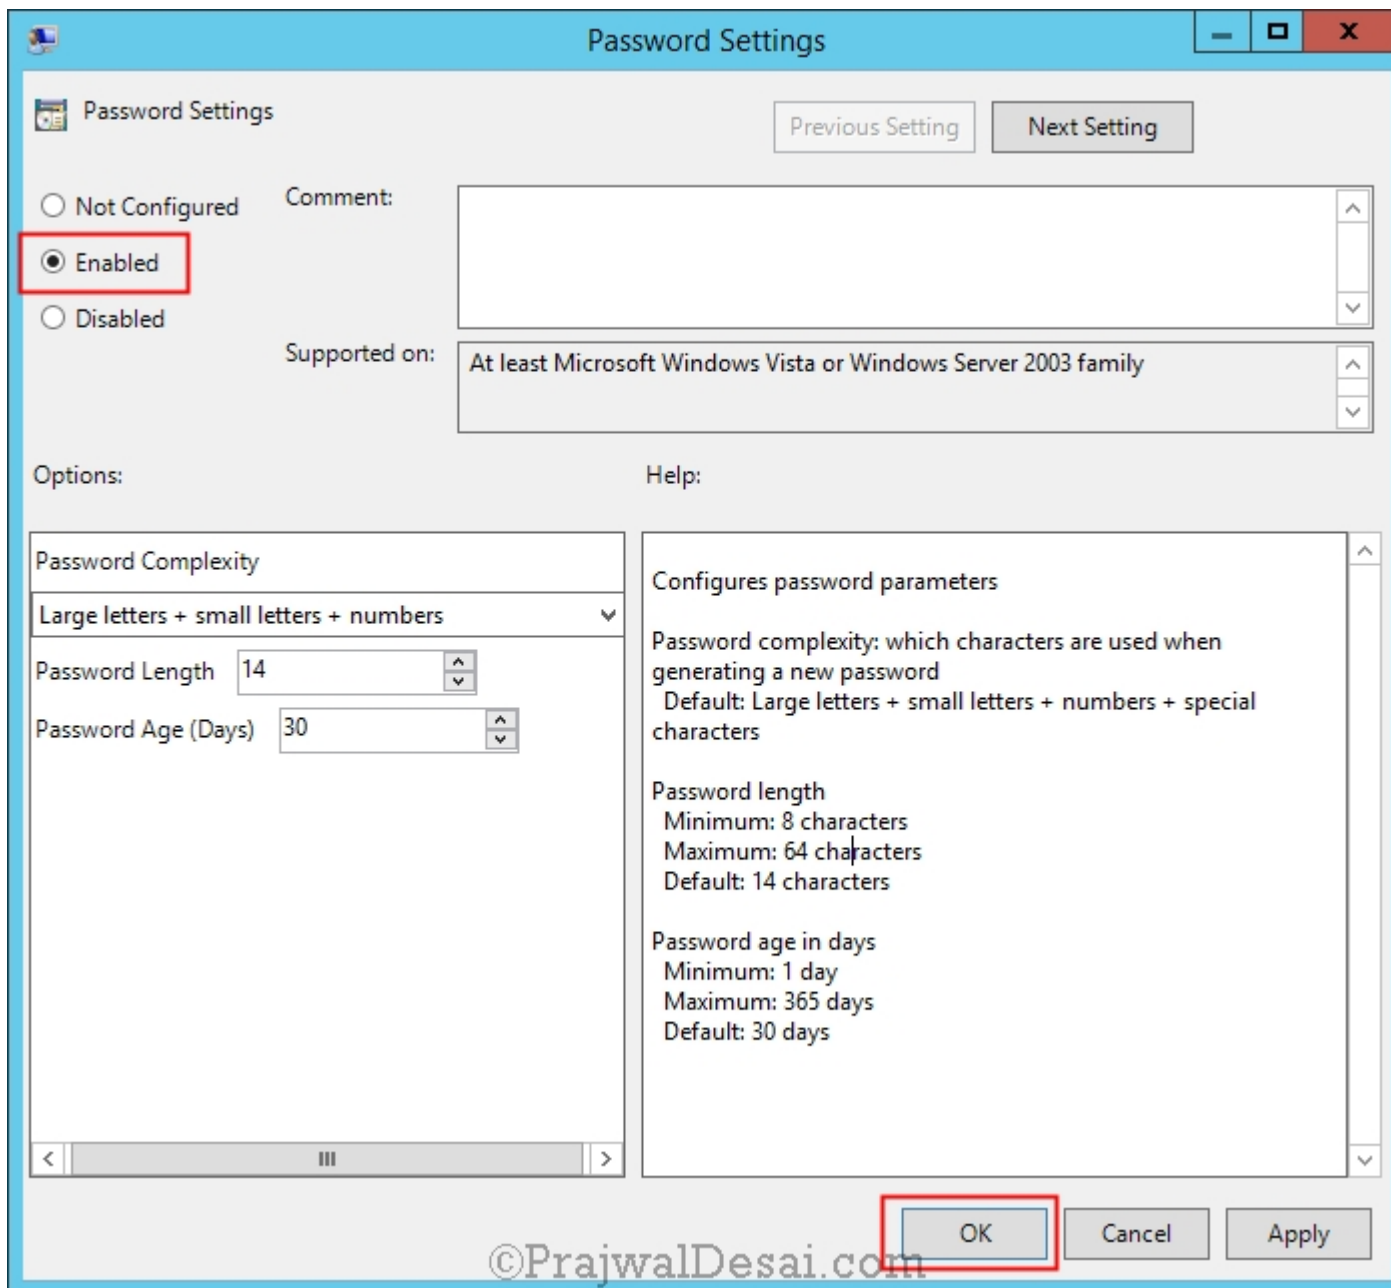 Password Settings
Password Settings
Previous Setting
Next Setting
Not Configured
Comment:
Enabled
Disabled
Supported on:
At least Microsoft Windows Vista or Windows Server 2003 family
Options:
Help:
Password Complexity
Large letters + small letters + numbers
Password Length 14
Password Age (Days) 30
Configures password parameters
Password complexity: which characters are used when
generating a new password
Default: Large letters + small letters + numbers + special
characters
Password length
Minimum: 8 characters
Maximum: 64 characters
Default: 14 characters
Password age in days
Minimum: 1 day
Maximum: 365 days
Default: 30 days
OK
Cancel
Apply
©PrajwalDesai.com